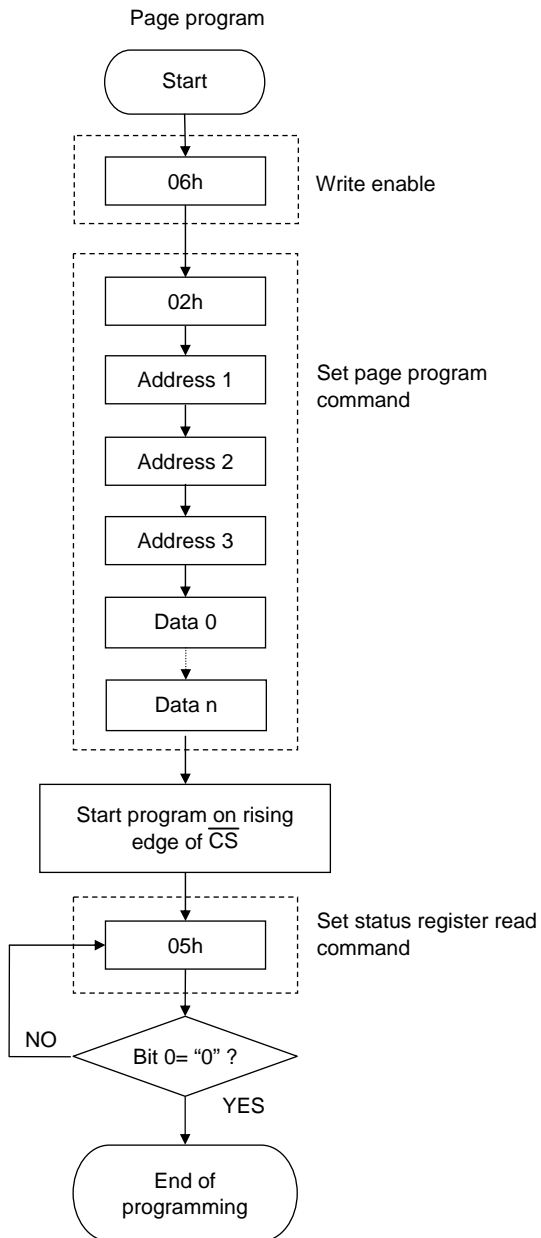 Page program
Start
06h
Write enable
02h
Address 1
Set page program
command
Address 2
Address 3
Data 0
Data n
Start program on rising
edge of C̅S̅
05h
Set status register read
command
NO
Bit 0= “0” ?
YES
End of
programming